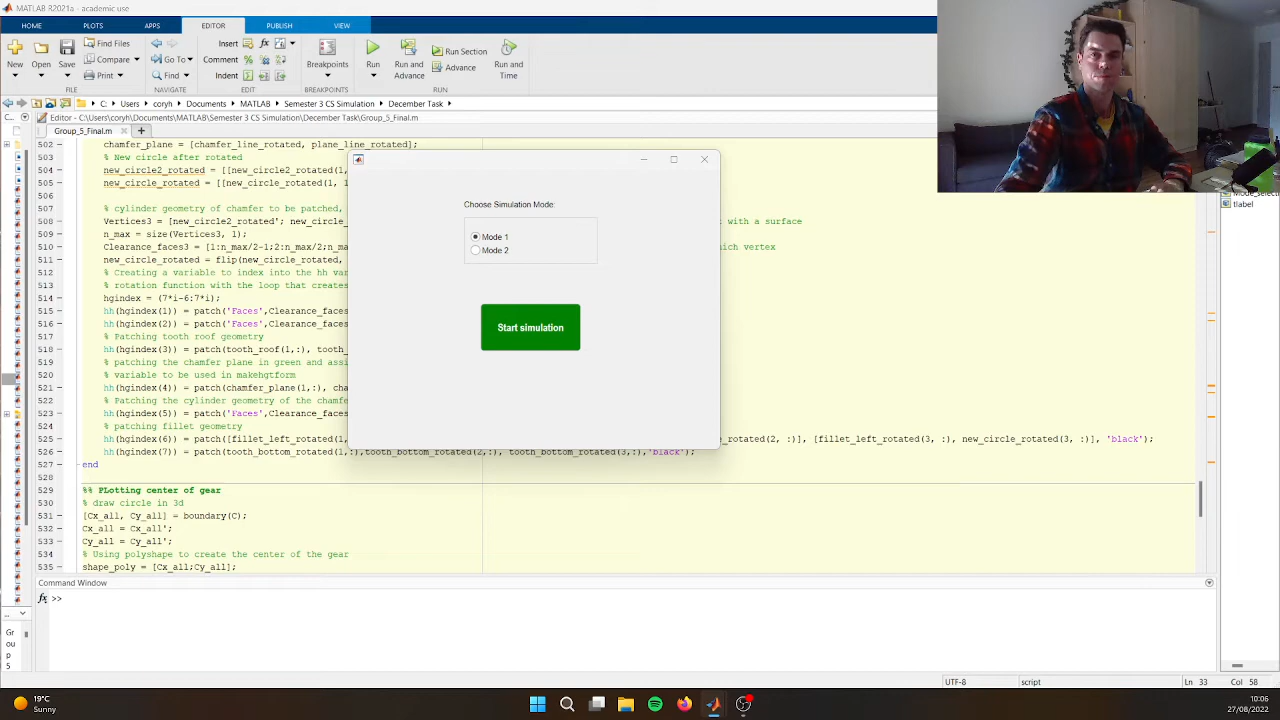 MATLAB R2021a - academic use
HOME PLOTS APPS EDITOR PUBLISH VIEW
New Open Save Find Files Compare Print Go To Find Insert Comment Indent fx Breakpoints Run Run and Advance Run Section Advance Run and Time
FILE NAVIGATE EDIT BREAKPOINTS RUN
C: Users coryh Documents MATLAB Semester 3 CS Simulation December Task
Editor - C:\Users\coryh\Documents\MATLAB\Semester 3 CS Simulation\December Task\Group_5_Final.m
Group_5_Final.m
502 chamfer_plane = [chamfer_line_rotated, plane_line_rotated];
503 % New circle after rotated
504 new_circle2_rotated = [[new_circle2_rotated(1,
505 new_circle_rotated = [[new_circle_rotated(1, 1
506
507 % cylinder geometry of chamfer to be patched,
508 Vertices3 = [new_circle2_rotated'; new_circle_ t with a surface
509 n_max = size(Vertices3, 1);
510 Clearance_faces3 = [1:n_max/2-1;2:n_max/2;n hich vertex
511 new_circle_rotated = flip(new_circle_rotated,
512 % Creating a variable to index into the hh var
513 % rotation function with the loop that creates
514 hgindex = (7*i-6:7*i);
515 hh(hgindex(1)) = patch('Faces',Clearance_faces
516 hh(hgindex(2)) = patch('Faces',Clearance_faces
517 % Patching tooth roof geometry
518 hh(hgindex(3)) = patch(tooth_roof(1,:), tooth_
519 % patching the chamfer plane in green and assi
520 % variable to be used in makehgtform
521 hh(hgindex(4)) = patch(chamfer_plane(1,:), cha
522 % Patching the cylinder geometry of the chamfe
523 hh(hgindex(5)) = patch('Faces',Clearance_faces
524 % patching fillet geometry
525 hh(hgindex(6)) = patch([fillet_left_rotated(1, e_rotated(2, :)], [fillet_left_rotated(3, :), new_circle_rotated(3, :)], 'black');
526 hh(hgindex(7)) = patch(tooth_bottom_rotated(1,:),tooth_bottom_rotated(2,:), tooth_bottom_rotated(3,:),'black');
527 end
528
529 %% PLotting center of gear
530 % draw circle in 3d
531 [Cx_all, Cy_all] = boundary(C);
532 Cx_all = Cx_all';
533 Cy_all = Cy_all';
534 % Using polyshape to create the center of the gear
535 shape_poly = [Cx_all;Cy_all];
Choose Simulation Mode:
Mode 1
Mode 2
Start simulation
tlabel
Command Window
fx >>
Gr
ou
p
5
UTF-8 script Ln 33 Col 58
19°C
Sunny
10:06
27/08/2022